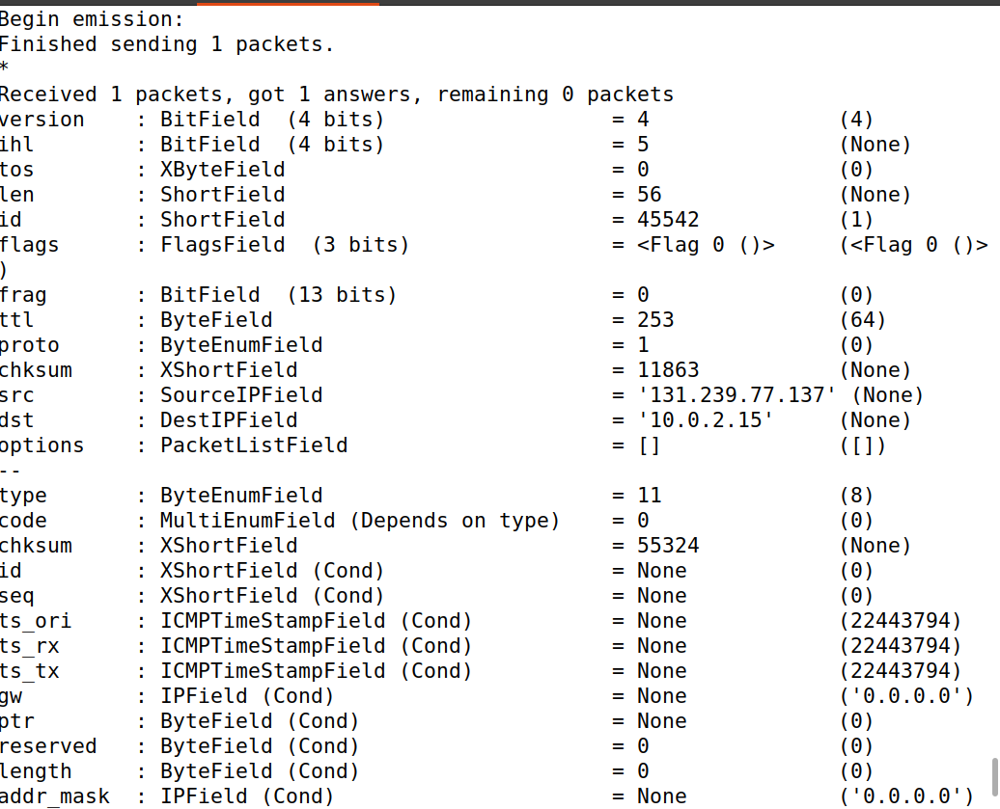 Begin emission:
Finished sending 1 packets.
*
Received 1 packets, got 1 answers, remaining 0 packets
version    : BitField  (4 bits)                  = 4               (4)
ihl        : BitField  (4 bits)                  = 5               (None)
tos        : XByteField                          = 0               (0)
len        : ShortField                          = 56              (None)
id         : ShortField                          = 45542           (1)
flags      : FlagsField  (3 bits)                = <Flag 0 ()>     (<Flag 0 ()>
)
frag       : BitField  (13 bits)                 = 0               (0)
ttl        : ByteField                           = 253             (64)
proto      : ByteEnumField                       = 1               (0)
chksum     : XShortField                         = 11863           (None)
src        : SourceIPField                       = '131.239.77.137' (None)
dst        : DestIPField                         = '10.0.2.15'     (None)
options    : PacketListField                     = []              ([])
--
type       : ByteEnumField                       = 11              (8)
code       : MultiEnumField (Depends on type)    = 0               (0)
chksum     : XShortField                         = 55324           (None)
id         : XShortField (Cond)                  = None            (0)
seq        : XShortField (Cond)                  = None            (0)
ts_ori     : ICMPTimeStampField (Cond)           = None            (22443794)
ts_rx      : ICMPTimeStampField (Cond)           = None            (22443794)
ts_tx      : ICMPTimeStampField (Cond)           = None            (22443794)
gw         : IPField (Cond)                      = None            ('0.0.0.0')
ptr        : ByteField (Cond)                    = None            (0)
reserved   : ByteField (Cond)                    = 0               (0)
length     : ByteField (Cond)                    = 0               (0)
addr_mask  : IPField (Cond)                      = None            ('0.0.0.0')